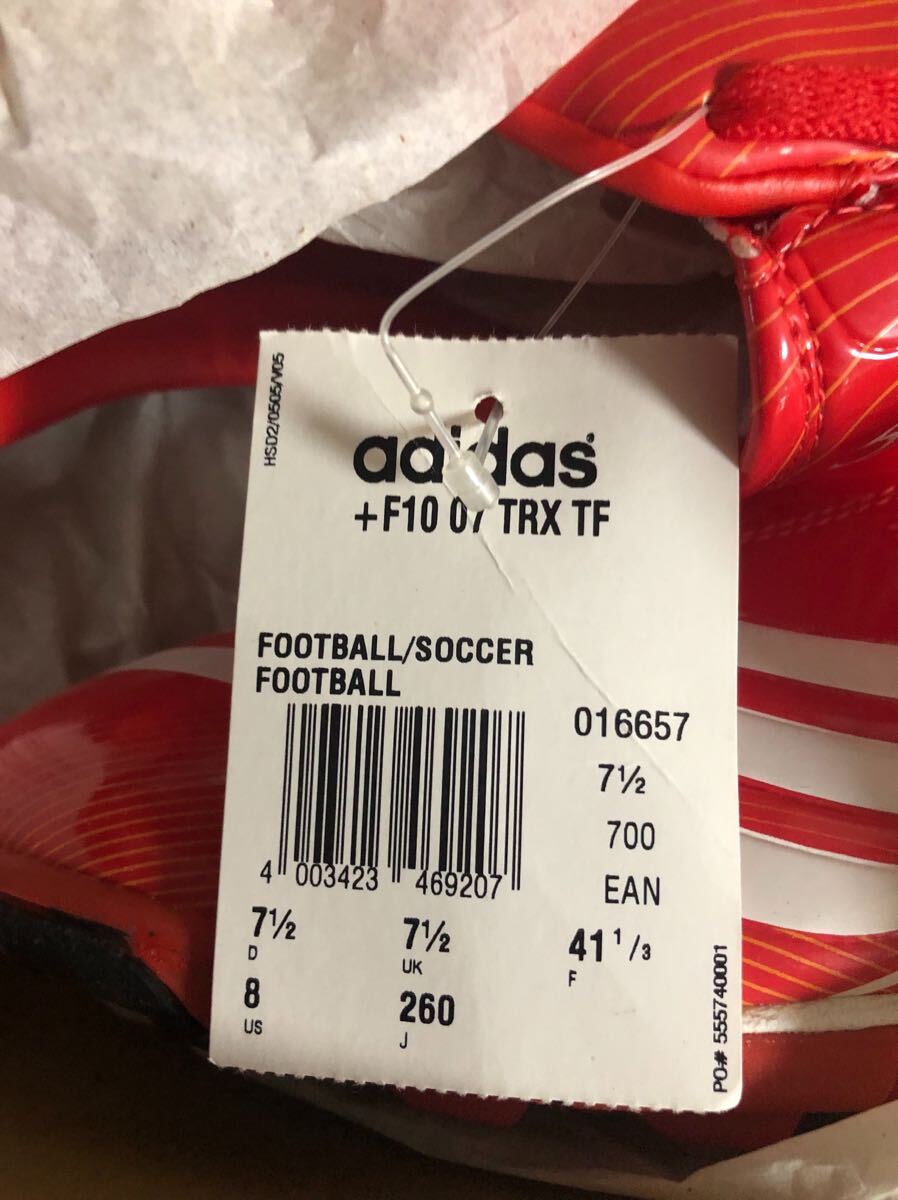 HSD2/0505/V05
adidas
+F10 07 TRX TF
FOOTBALL/SOCCER
FOOTBALL
016657
7½
700
EAN
4 003423 469207
7½ 7½ 41 1/3
D UK F
8 260
US J
PO# 555740001